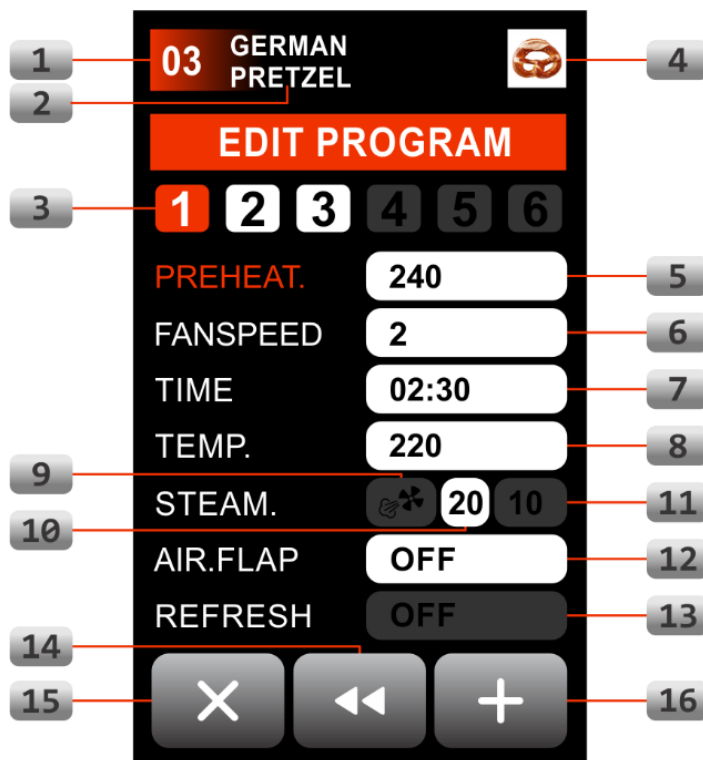 1
03 GERMAN
PRETZEL
4
2
EDIT PROGRAM
3
1 2 3 4 5 6
PREHEAT. 240
5
FANSPEED 2
6
TIME 02:30
7
TEMP. 220
8
9
STEAM. 20 10
11
10
AIR.FLAP OFF
12
REFRESH OFF
13
14
15
16